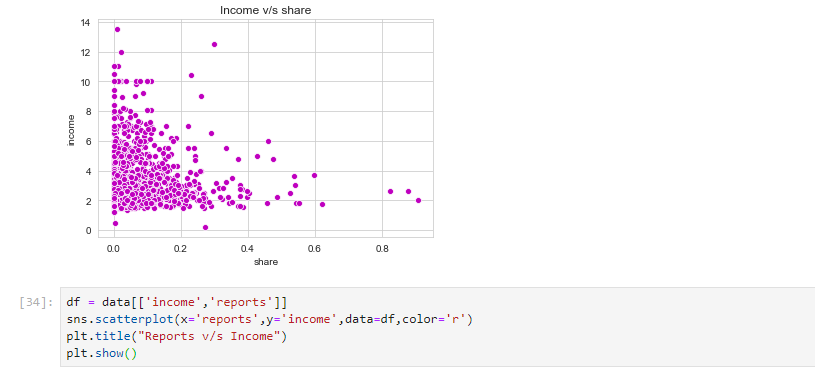 Income v/s share
14
12
10
8
6
4
2
0
income
0.0 0.2 0.4 0.6 0.8
share
[34]: df = data[['income','reports']]
sns.scatterplot(x='reports',y='income',data=df,color='r')
plt.title("Reports v/s Income")
plt.show()